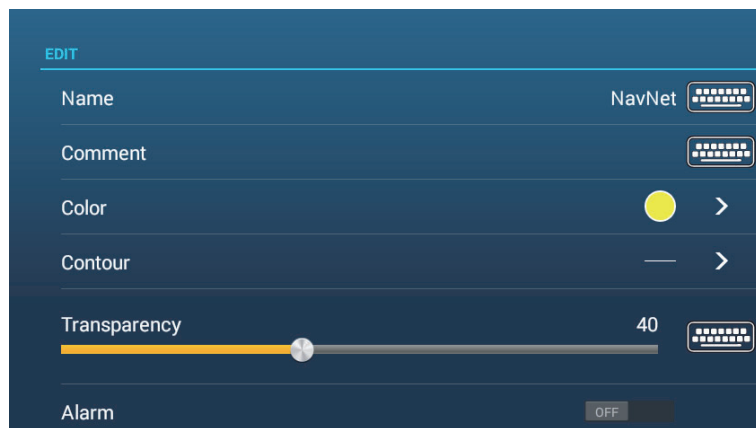 EDIT
Name NavNet
Comment
Color
Contour
Transparency 40
Alarm OFF